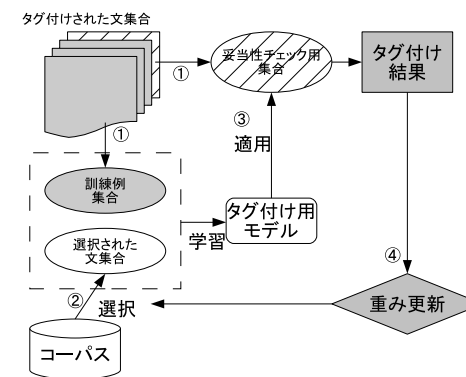 タグ付けされた文集合
①
妥当性チェック用
集合
タグ付け
結果
①
③
適用
訓練例
集合
選択された
文集合
学習
タグ付け用
モデル
②
選択
④
重み更新
コーパス